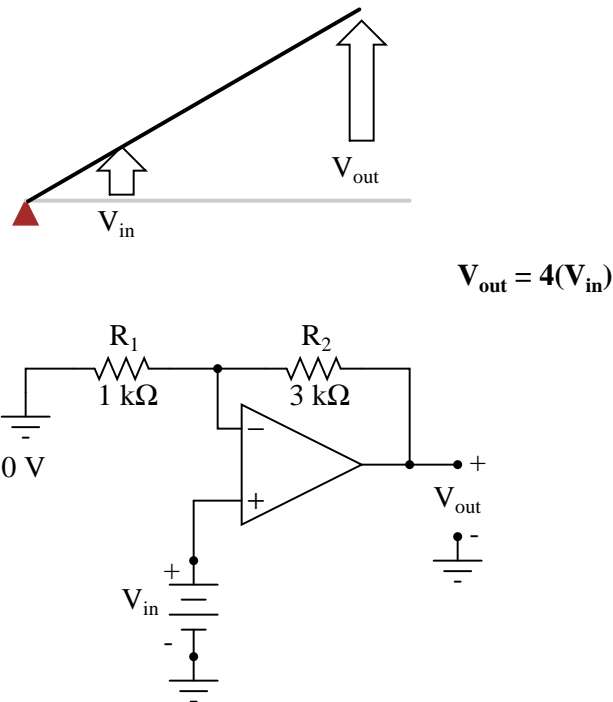 V_out
V_in
V_out = 4(V_in)
R_1 R_2
1 kΩ 3 kΩ
−
0 V
+
+
V_out
-
+
V_in
-